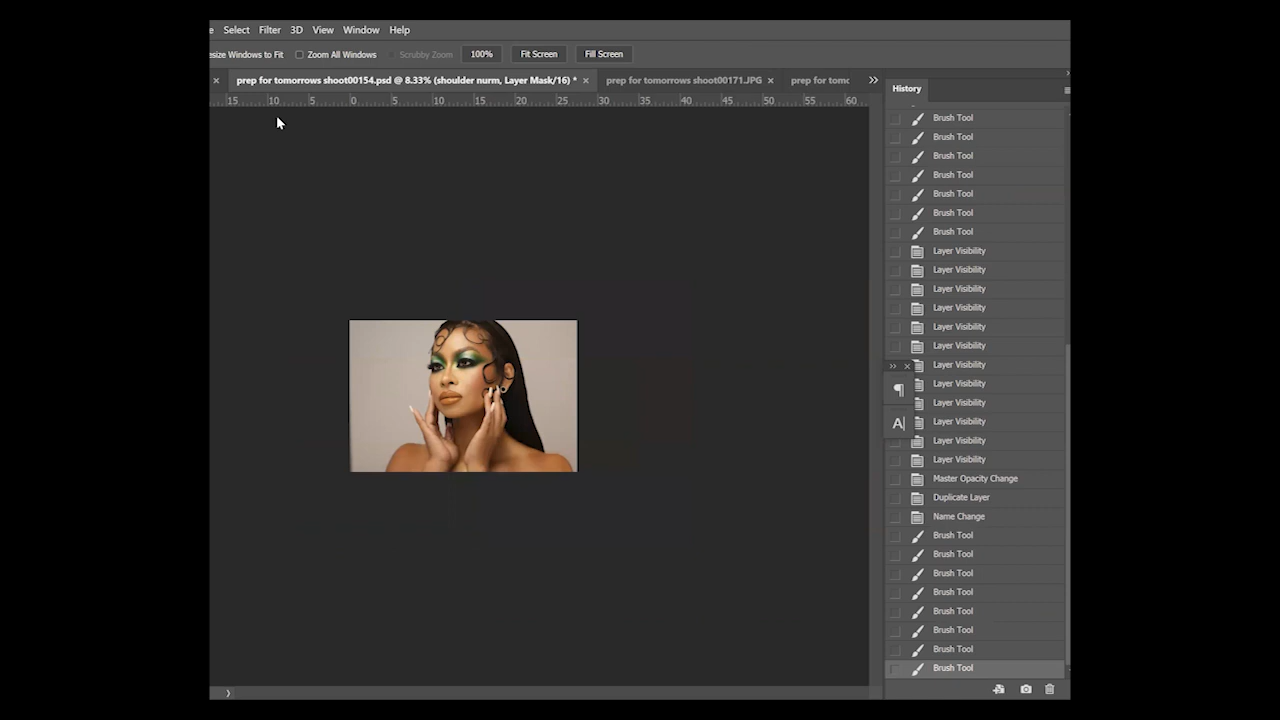 e Select Filter 3D View Window Help
esize Windows to Fit Zoom All Windows Scrubby Zoom 100% Fit Screen Fill Screen
× prep for tomorrows shoot00154.psd @ 8.33% (shoulder nurm, Layer Mask/16) * × prep for tomorrows shoot00171.JPG × prep for tomc
History
15 10 5 0 5 10 15 20 25 30 35 40 45 50 55 60
Brush Tool
Brush Tool
Brush Tool
Brush Tool
Brush Tool
Brush Tool
Brush Tool
Layer Visibility
Layer Visibility
Layer Visibility
Layer Visibility
Layer Visibility
Layer Visibility
Layer Visibility
Layer Visibility
Layer Visibility
Layer Visibility
Layer Visibility
Layer Visibility
Master Opacity Change
Duplicate Layer
Name Change
Brush Tool
Brush Tool
Brush Tool
Brush Tool
Brush Tool
Brush Tool
Brush Tool
Brush Tool